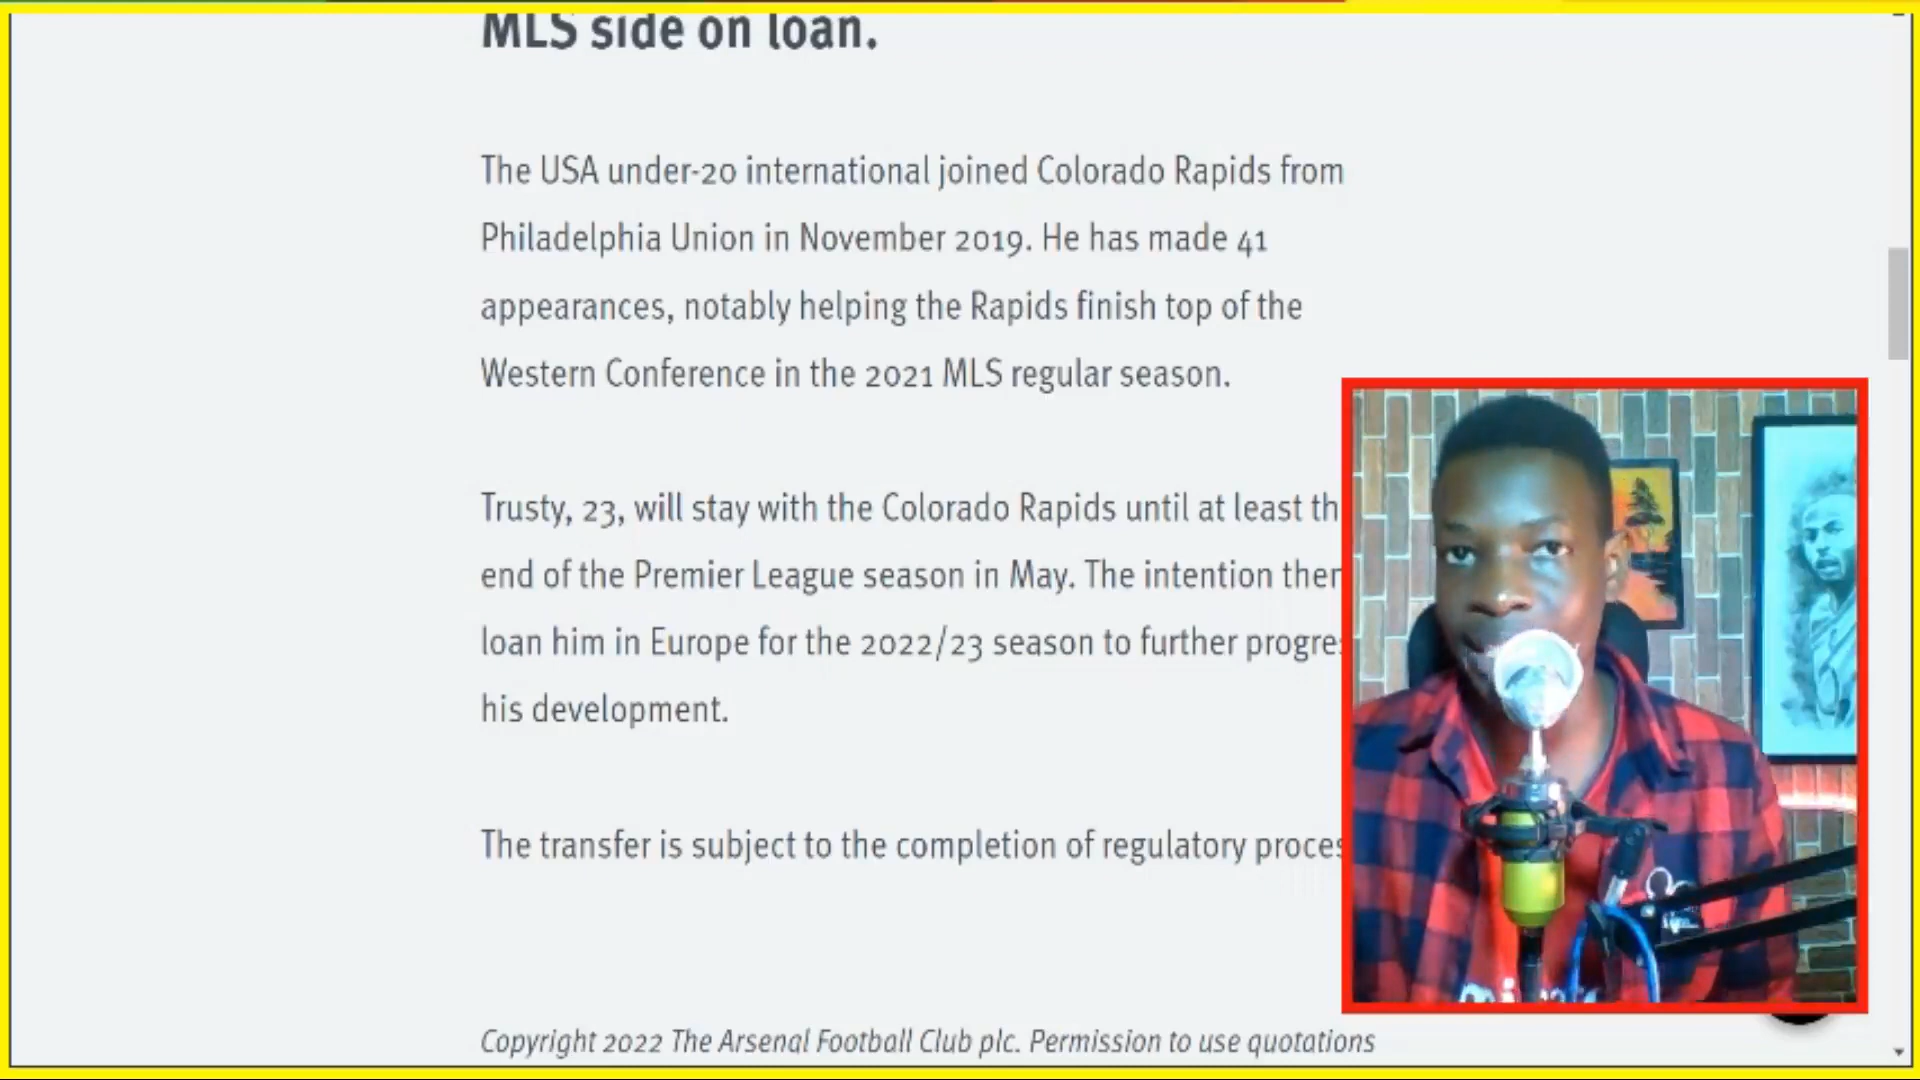 MLS side on loan.
The USA under-20 international joined Colorado Rapids from
Philadelphia Union in November 2019. He has made 41
appearances, notably helping the Rapids finish top of the
Western Conference in the 2021 MLS regular season.
Trusty, 23, will stay with the Colorado Rapids until at least th
end of the Premier League season in May. The intention ther
loan him in Europe for the 2022/23 season to further progre
his development.
The transfer is subject to the completion of regulatory proces
Copyright 2022 The Arsenal Football Club plc. Permission to use quotations